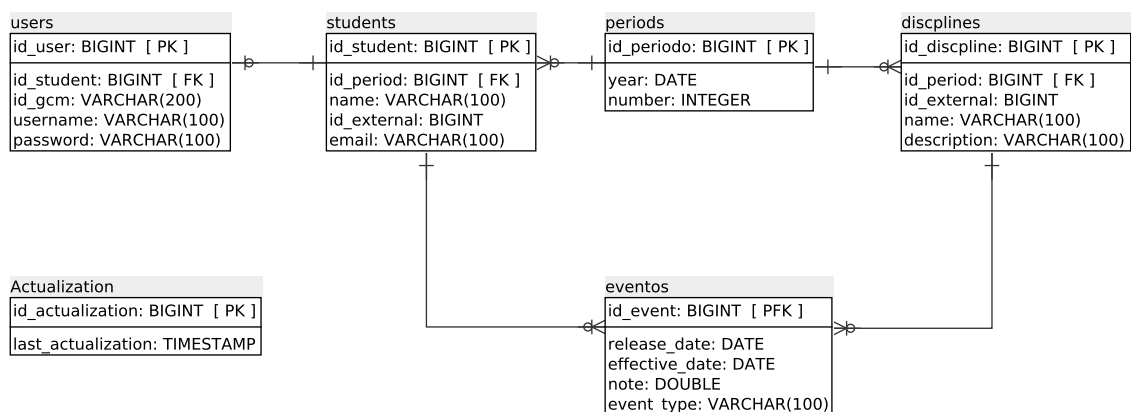 users
id_user: BIGINT [ PK ]
id_student: BIGINT [ FK ]
id_gcm: VARCHAR(200)
username: VARCHAR(100)
password: VARCHAR(100)
students
id_student: BIGINT [ PK ]
id_period: BIGINT [ FK ]
name: VARCHAR(100)
id_external: BIGINT
email: VARCHAR(100)
periods
id_periodo: BIGINT [ PK ]
year: DATE
number: INTEGER
discplines
id_discpline: BIGINT [ PK ]
id_period: BIGINT [ FK ]
id_external: BIGINT
name: VARCHAR(100)
description: VARCHAR(100)
Actualization
id_actualization: BIGINT [ PK ]
last_actualization: TIMESTAMP
eventos
id_event: BIGINT [ PFK ]
release_date: DATE
effective_date: DATE
note: DOUBLE
event_type: VARCHAR(100)